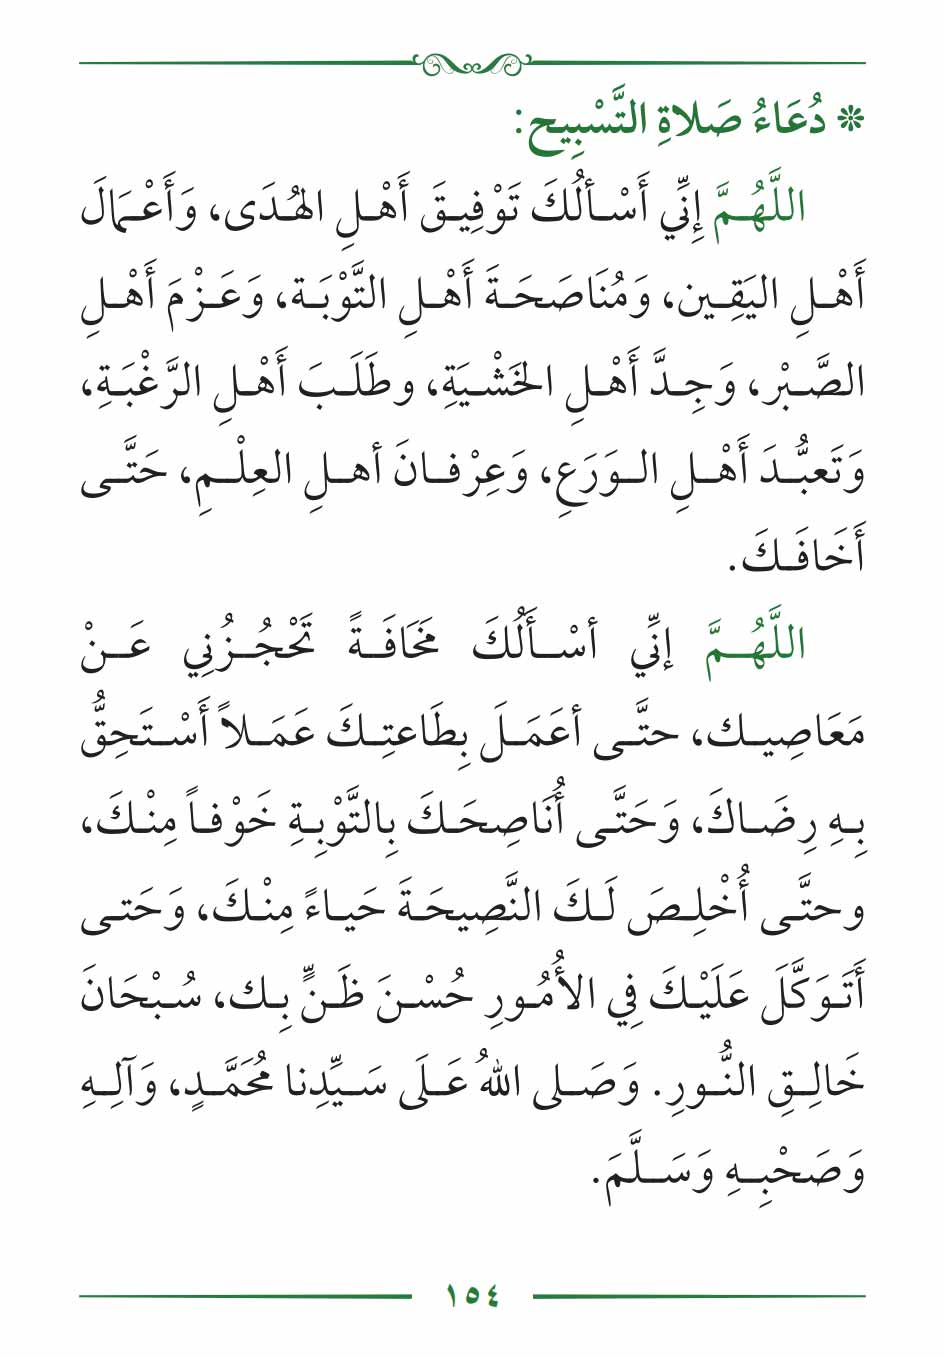 ❊ دُعَاءُ صَلاةِ التَّسْبِيح:
اللَّهُمَّ إِنِّي أَسْأَلُكَ تَوْفِيقَ أَهْلِ الهُدَى، وَأَعْمَالَ
أَهْلِ اليَقِين، وَمُنَاصَحَةَ أَهْلِ التَّوْبَة، وَعَزْمَ أَهْلِ
الصَّبْر، وَجِدَّ أَهْلِ الخَشْيَةِ، وطَلَبَ أَهْلِ الرَّغْبَةِ،
وَتَعبُّدَ أَهْلِ الوَرَعِ، وَعِرْفانَ أهلِ العِلْمِ، حَتَّى
أَخَافَكَ.
اللَّهُمَّ إنِّي أسْأَلُكَ مَخَافَةً تَحْجُزُنِي عَنْ
مَعَاصِيك، حتَّى أعَمَلَ بِطَاعتِكَ عَمَلاً أَسْتَحِقُّ
بِهِ رِضَاكَ، وَحَتَّى أُنَاصِحَكَ بِالتَّوْبِةِ خَوْفاً مِنْكَ،
وحتَّى أُخْلِصَ لَكَ النَّصِيحَةَ حَياءً مِنْكَ، وَحَتى
أَتَوَكَّلَ عَلَيْكَ فِي الأُمُورِ حُسْنَ ظَنٍّ بِك، سُبْحَانَ
خَالِقِ النُّورِ. وَصَلى اللهُ عَلَى سَيِّدِنا مُحَمَّدٍ، وَآلِهِ
وَصَحْبِهِ وَسَلَّمَ.
١٥٤